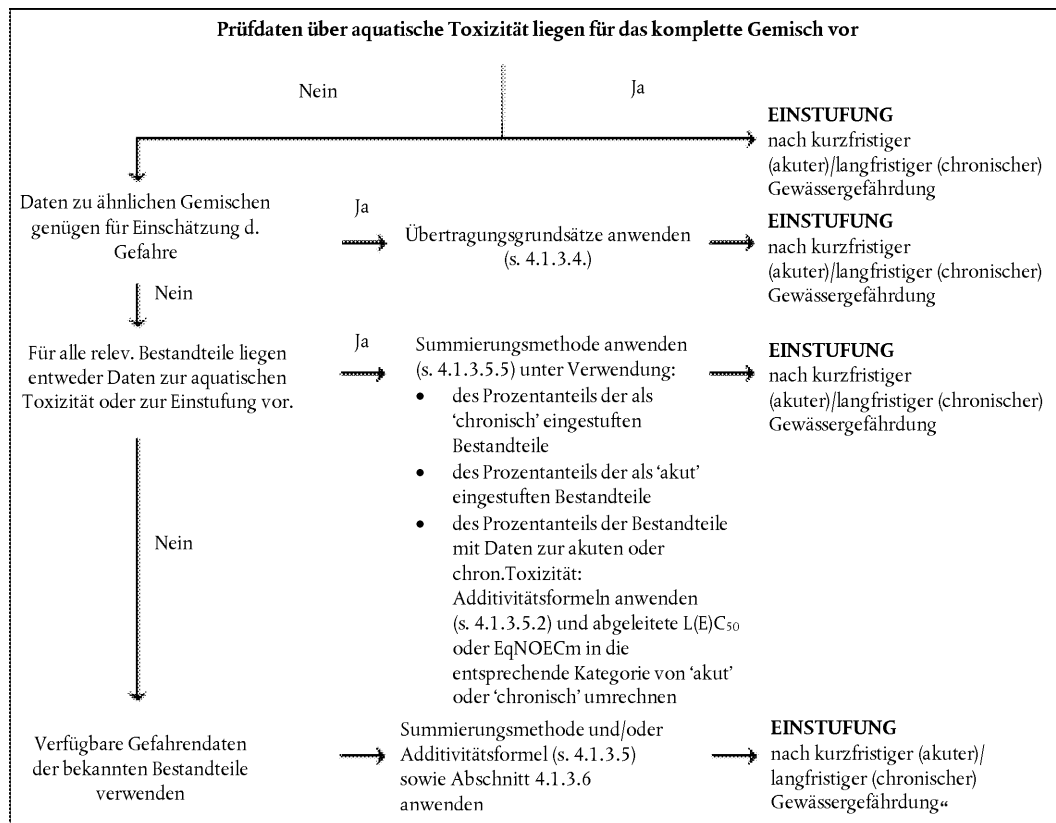 Prüfdaten über aquatische Toxizität liegen für das komplette Gemisch vor
Nein
Ja
EINSTUFUNG
nach kurzfristiger
(akuter)/langfristiger (chronischer)
Gewässergefährdung
Daten zu ähnlichen Gemischen
genügen für Einschätzung d.
Gefahre
Ja
Übertragungsgrundsätze anwenden
(s. 4.1.3.4.)
EINSTUFUNG
nach kurzfristiger
(akuter)/langfristiger (chronischer)
Gewässergefährdung
Nein
Für alle relev. Bestandteile liegen
entweder Daten zur aquatischen
Toxizität oder zur Einstufung vor.
Ja
Summierungsmethode anwenden
(s. 4.1.3.5.5) unter Verwendung:
• des Prozentanteils der als
‘chronisch’ eingestuften
Bestandteile
• des Prozentanteils der als ‘akut’
eingestuften Bestandteile
• des Prozentanteils der Bestandteile
mit Daten zur akuten oder
chron.Toxizität:
Additivitätsformeln anwenden
(s. 4.1.3.5.2) und abgeleitete L(E)C₅₀
oder EqNOECm in die
entsprechende Kategorie von ‘akut’
oder ‘chronisch’ umrechnen
EINSTUFUNG
nach kurzfristiger
(akuter)/langfristiger (chronischer)
Gewässergefährdung
Nein
Verfügbare Gefahrendaten
der bekannten Bestandteile
verwenden
Summierungsmethode und/oder
Additivitätsformel (s. 4.1.3.5)
sowie Abschnitt 4.1.3.6
anwenden
EINSTUFUNG
nach kurzfristiger (akuter)/
langfristiger (chronischer)
Gewässergefährdung“